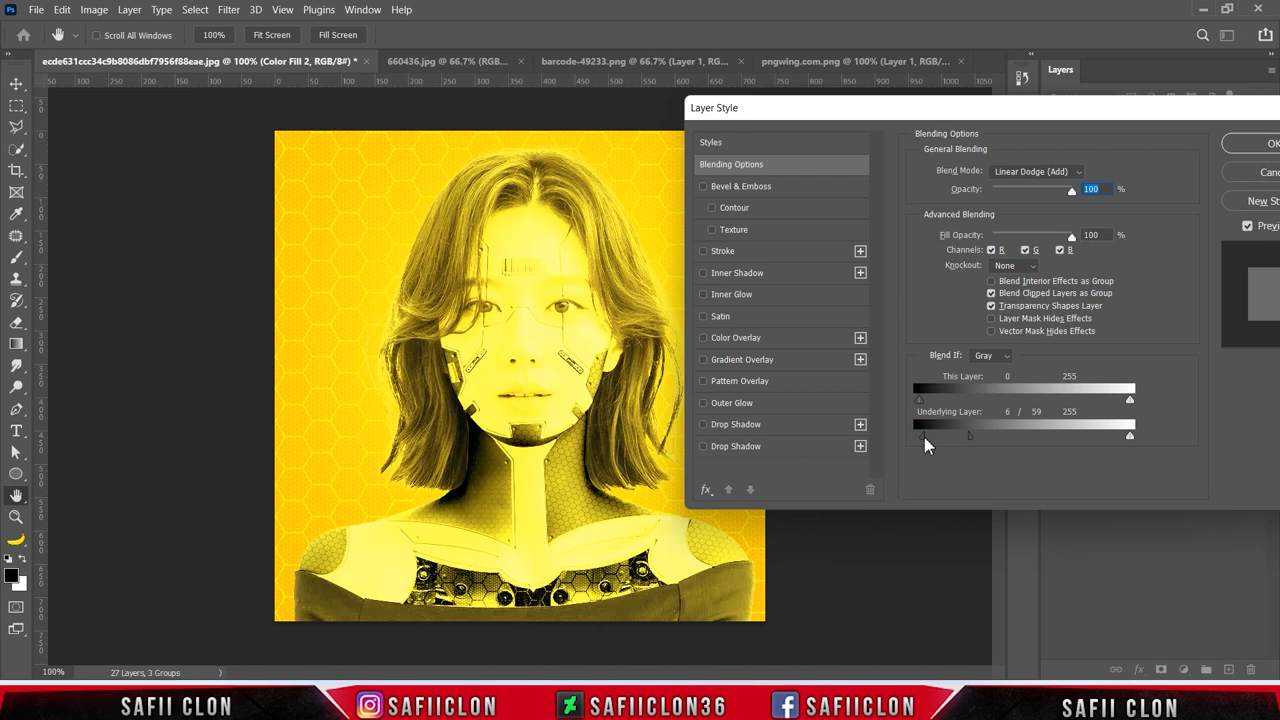 Ps File Edit Image Layer Type Select Filter 3D View Plugins Window Help
Scroll All Windows 100% Fit Screen Fill Screen
ecde631ccc34c9b8086dbf7956f88eae.jpg @ 100% (Color Fill 2, RGB/8#) * 660436.jpg @ 66.7% (RGB... barcode-49233.png @ 66.7% (Layer 1, RG... pngwing.com.png @ 100% (Layer 1, RGB/...
Layers
Layer Style
Styles
Blending Options
Bevel & Emboss
Contour
Texture
Stroke
Inner Shadow
Inner Glow
Satin
Color Overlay
Gradient Overlay
Pattern Overlay
Outer Glow
Drop Shadow
Drop Shadow
fx
Blending Options
General Blending
Blend Mode: Linear Dodge (Add)
Opacity: 100 %
Advanced Blending
Fill Opacity: 100 %
Channels: R G B
Knockout: None
Blend Interior Effects as Group
Blend Clipped Layers as Group
Transparency Shapes Layer
Layer Mask Hides Effects
Vector Mask Hides Effects
Blend If: Gray
This Layer: 0 255
Underlying Layer: 6 / 59 255
OK
Canc
New St
Previ
100% 27 Layers, 3 Groups
SAFII CLON SAFIICLON SAFIICLON36 SAFIICLON SAFII CLON